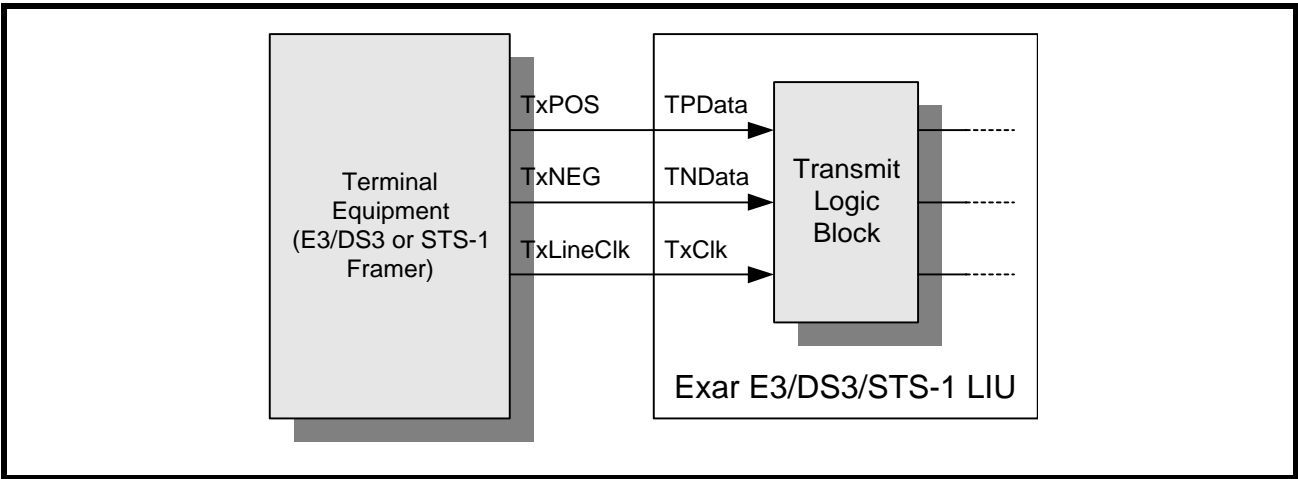 Terminal
Equipment
(E3/DS3 or STS-1
Framer)
TxPOS
TxNEG
TxLineClk
TPData
TNData
TxClk
Transmit
Logic
Block
Exar E3/DS3/STS-1 LIU